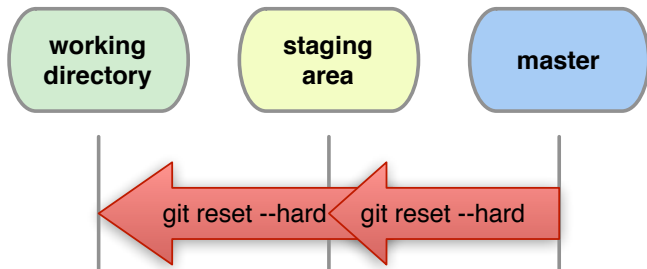 working
directory
staging
area
master
git reset --hard
git reset --hard